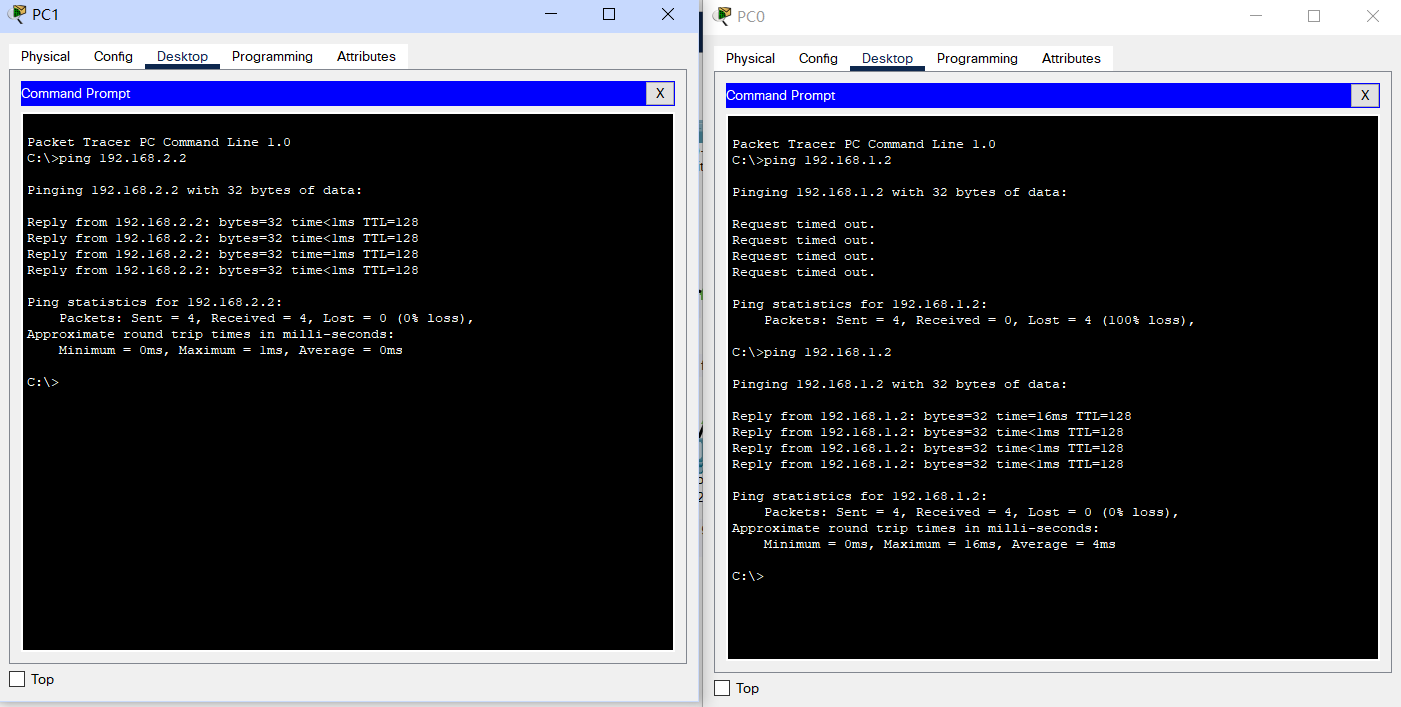 PC1
Physical Config Desktop Programming Attributes
Command Prompt X
Packet Tracer PC Command Line 1.0
C:\>ping 192.168.2.2
Pinging 192.168.2.2 with 32 bytes of data:
Reply from 192.168.2.2: bytes=32 time<1ms TTL=128
Reply from 192.168.2.2: bytes=32 time<1ms TTL=128
Reply from 192.168.2.2: bytes=32 time=1ms TTL=128
Reply from 192.168.2.2: bytes=32 time<1ms TTL=128
Ping statistics for 192.168.2.2:
Packets: Sent = 4, Received = 4, Lost = 0 (0% loss),
Approximate round trip times in milli-seconds:
Minimum = 0ms, Maximum = 1ms, Average = 0ms
C:\>
Top
PC0
Physical Config Desktop Programming Attributes
Command Prompt X
Packet Tracer PC Command Line 1.0
C:\>ping 192.168.1.2
Pinging 192.168.1.2 with 32 bytes of data:
Request timed out.
Request timed out.
Request timed out.
Request timed out.
Ping statistics for 192.168.1.2:
Packets: Sent = 4, Received = 0, Lost = 4 (100% loss),
C:\>ping 192.168.1.2
Pinging 192.168.1.2 with 32 bytes of data:
Reply from 192.168.1.2: bytes=32 time=16ms TTL=128
Reply from 192.168.1.2: bytes=32 time<1ms TTL=128
Reply from 192.168.1.2: bytes=32 time<1ms TTL=128
Reply from 192.168.1.2: bytes=32 time<1ms TTL=128
Ping statistics for 192.168.1.2:
Packets: Sent = 4, Received = 4, Lost = 0 (0% loss),
Approximate round trip times in milli-seconds:
Minimum = 0ms, Maximum = 16ms, Average = 4ms
C:\>
Top